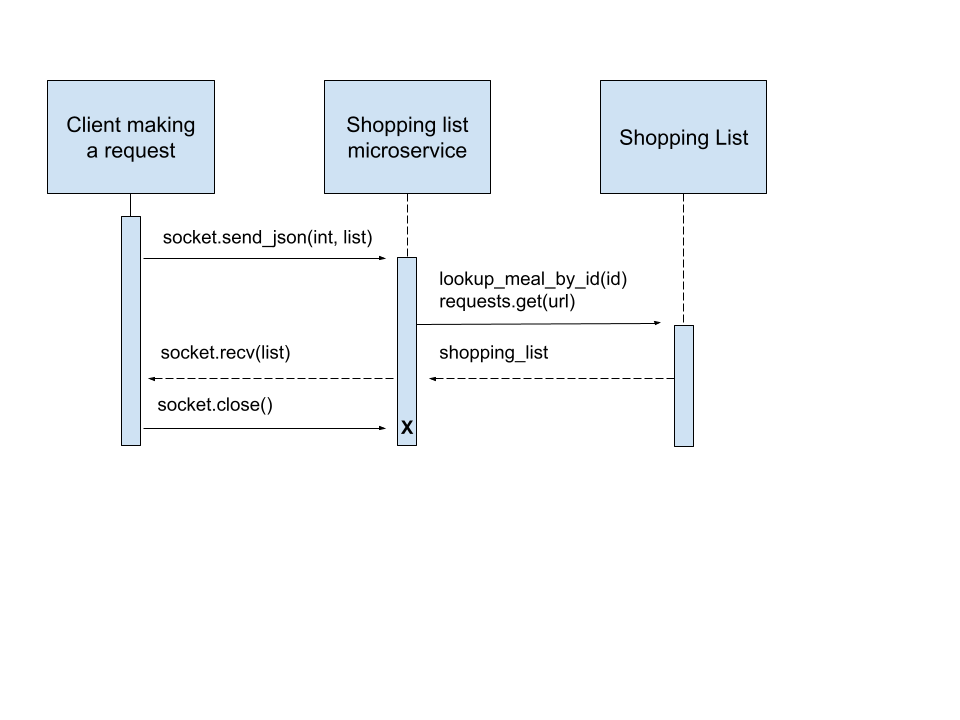 Client making
a request
Shopping list
microservice
Shopping List
socket.send_json(int, list)
lookup_meal_by_id(id)
requests.get(url)
socket.recv(list)
shopping_list
socket.close()
X